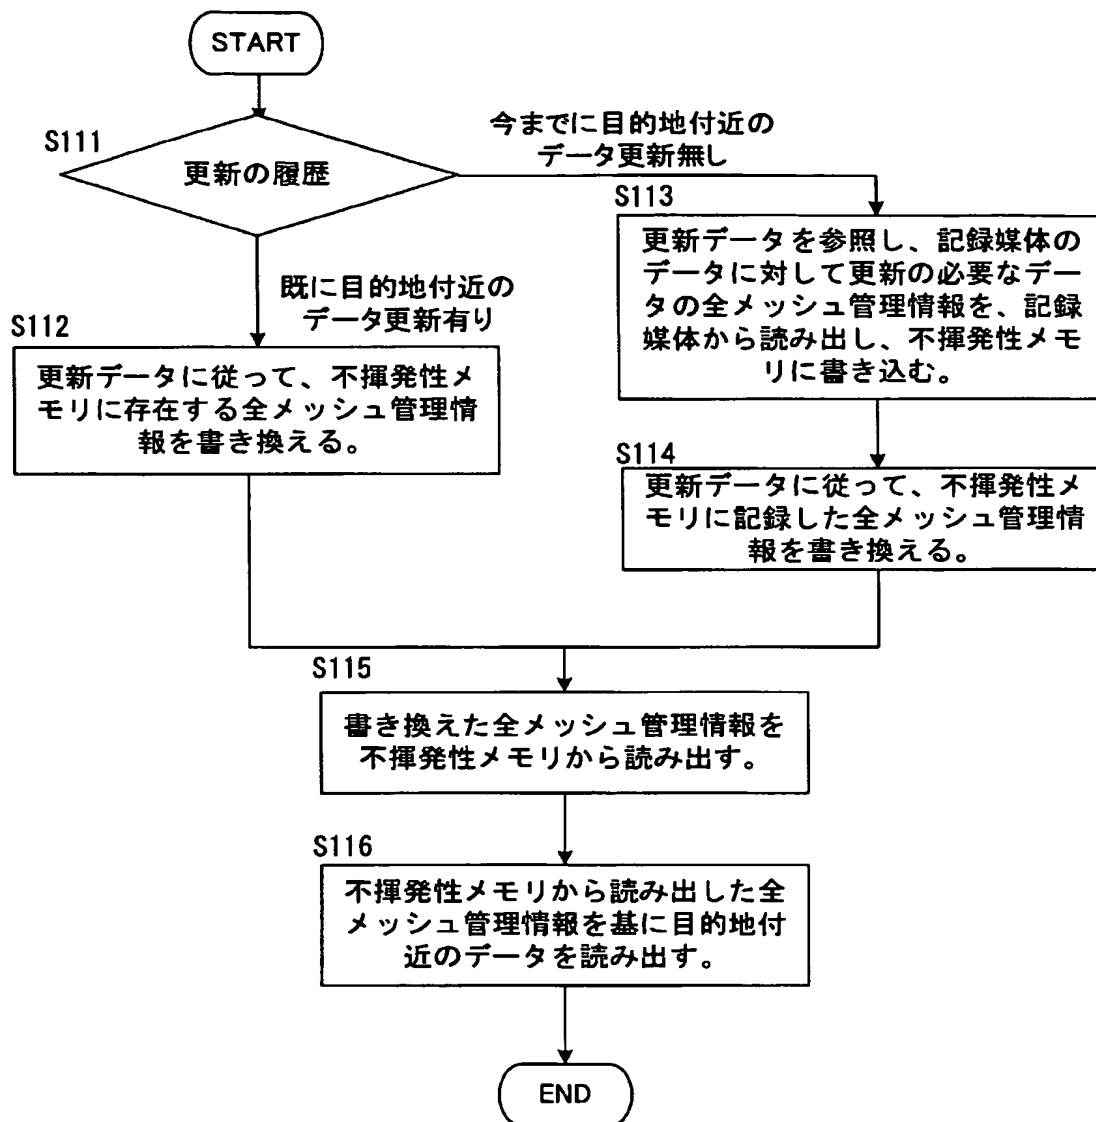 START
S111
更新の履歴
今までに目的地付近の
データ更新無し
S113
更新データを参照し、記録媒体の
データに対して更新の必要なデー
タの全メッシュ管理情報を、記録
媒体から読み出し、不揮発性メモ
リに書き込む。
既に目的地付近の
データ更新有り
S112
更新データに従って、不揮発性メ
モリに存在する全メッシュ管理情
報を書き換える。
S114
更新データに従って、不揮発性メ
モリに記録した全メッシュ管理情
報を書き換える。
S115
書き換えた全メッシュ管理情報を
不揮発性メモリから読み出す。
S116
不揮発性メモリから読み出した全
メッシュ管理情報を基に目的地付
近のデータを読み出す。
END